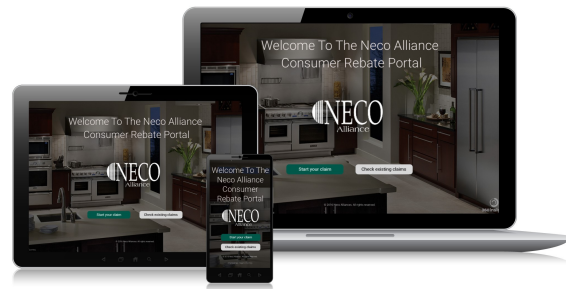 Welcome To The Neco Alliance
Consumer Rebate Portal
NECO
Alliance
Start your claim
Check existing claims
Welcome To The Neco Alliance
Consumer Rebate Portal
NECO
Alliance
Start your claim
Check existing claims
Welcome To The
Neco Alliance
Consumer
Rebate Portal
NECO
Alliance
Start your claim
Check existing claims